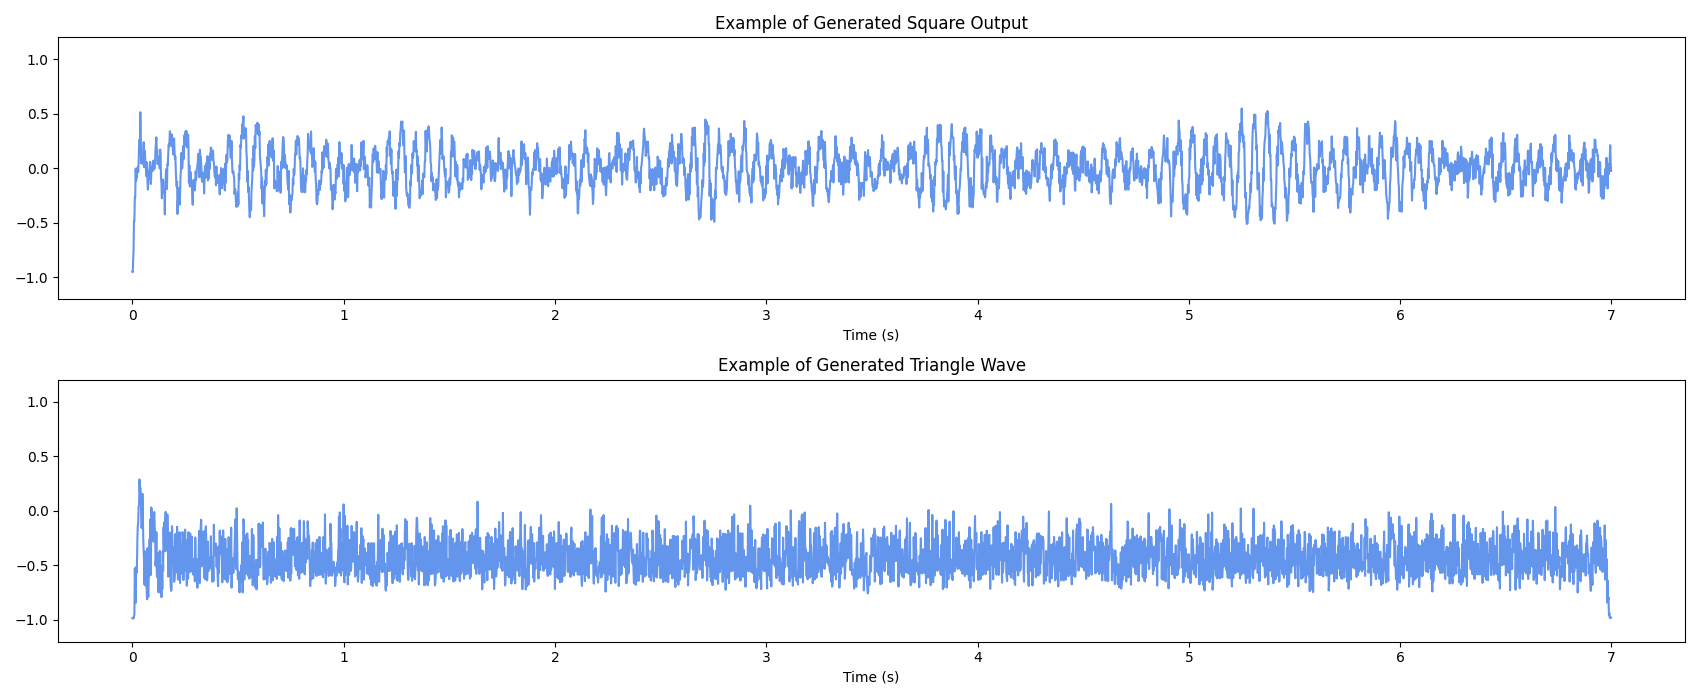 Example of Generated Square Output
1.0
0.5
0.0
−0.5
−1.0
0 1 2 3 4 5 6 7
Time (s)
Example of Generated Triangle Wave
1.0
0.5
0.0
−0.5
−1.0
0 1 2 3 4 5 6 7
Time (s)